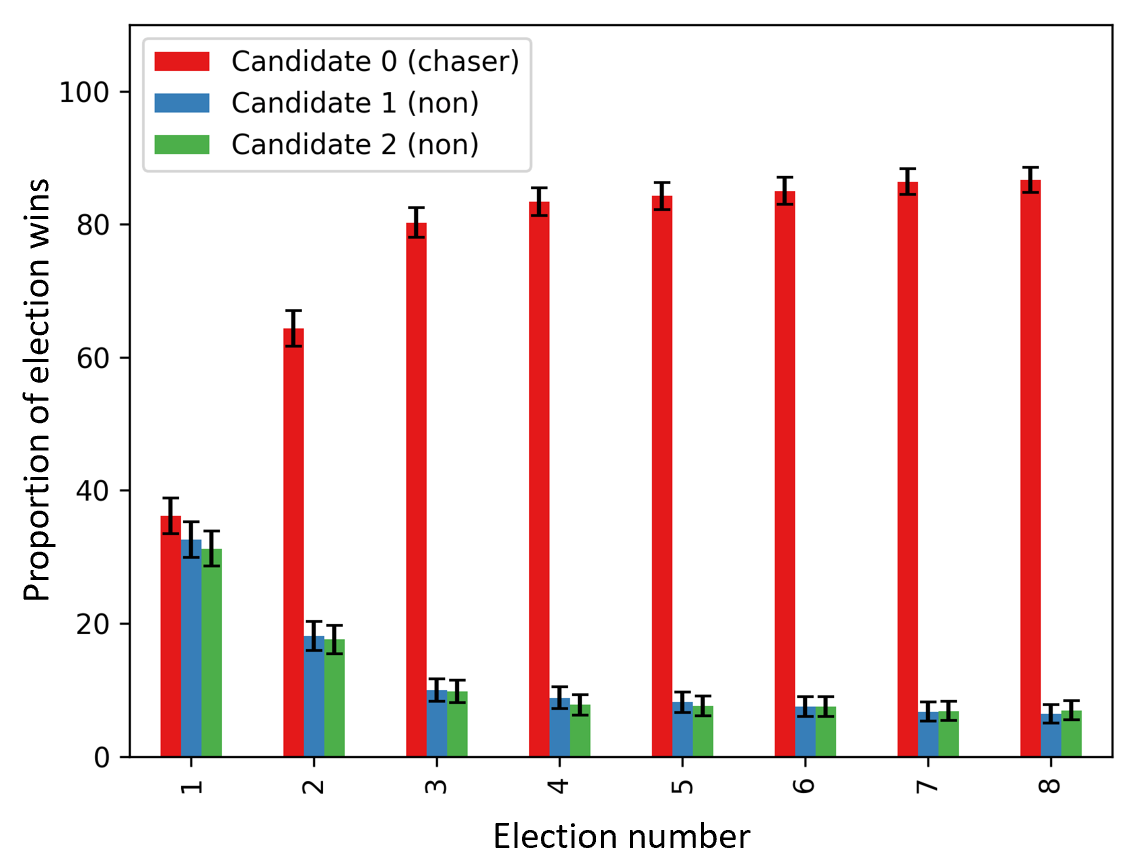 Candidate 0 (chaser)
Candidate 1 (non)
Candidate 2 (non)
Proportion of election wins
100
80
60
40
20
0
1 2 3 4 5 6 7 8
Election number